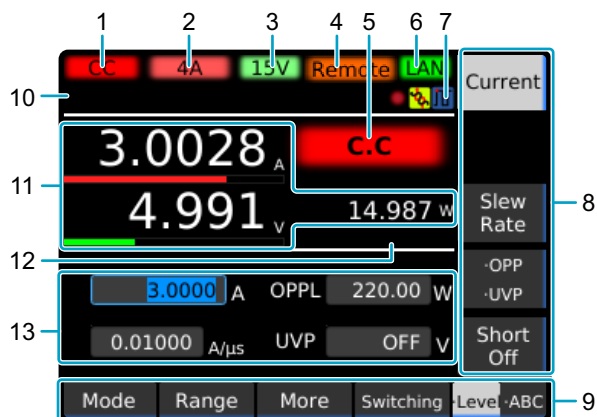 1 2 3 4 5 6 7
CC 4A 15V Remote LAN
10
Current
3.0028 A
C.C
11
4.991 V
14.987 W
Slew
Rate
8
12
·OPP
·UVP
3.0000 A OPPL 220.00 W
13
0.01000 A/µs UVP OFF V
Short
Off
Mode Range More Switching ·Level ·ABC
9